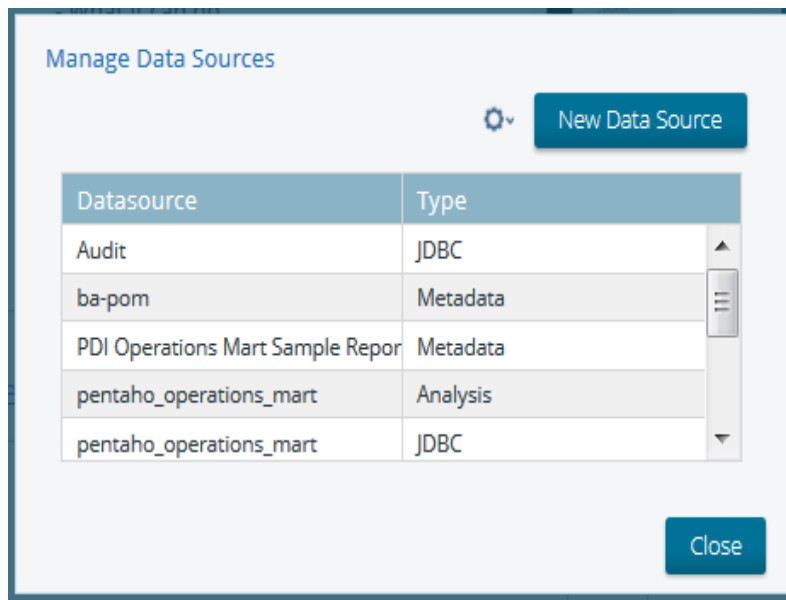 Manage Data Sources
New Data Source
Datasource Type
Audit JDBC
ba-pom Metadata
PDI Operations Mart Sample Repor Metadata
pentaho_operations_mart Analysis
pentaho_operations_mart JDBC
Close